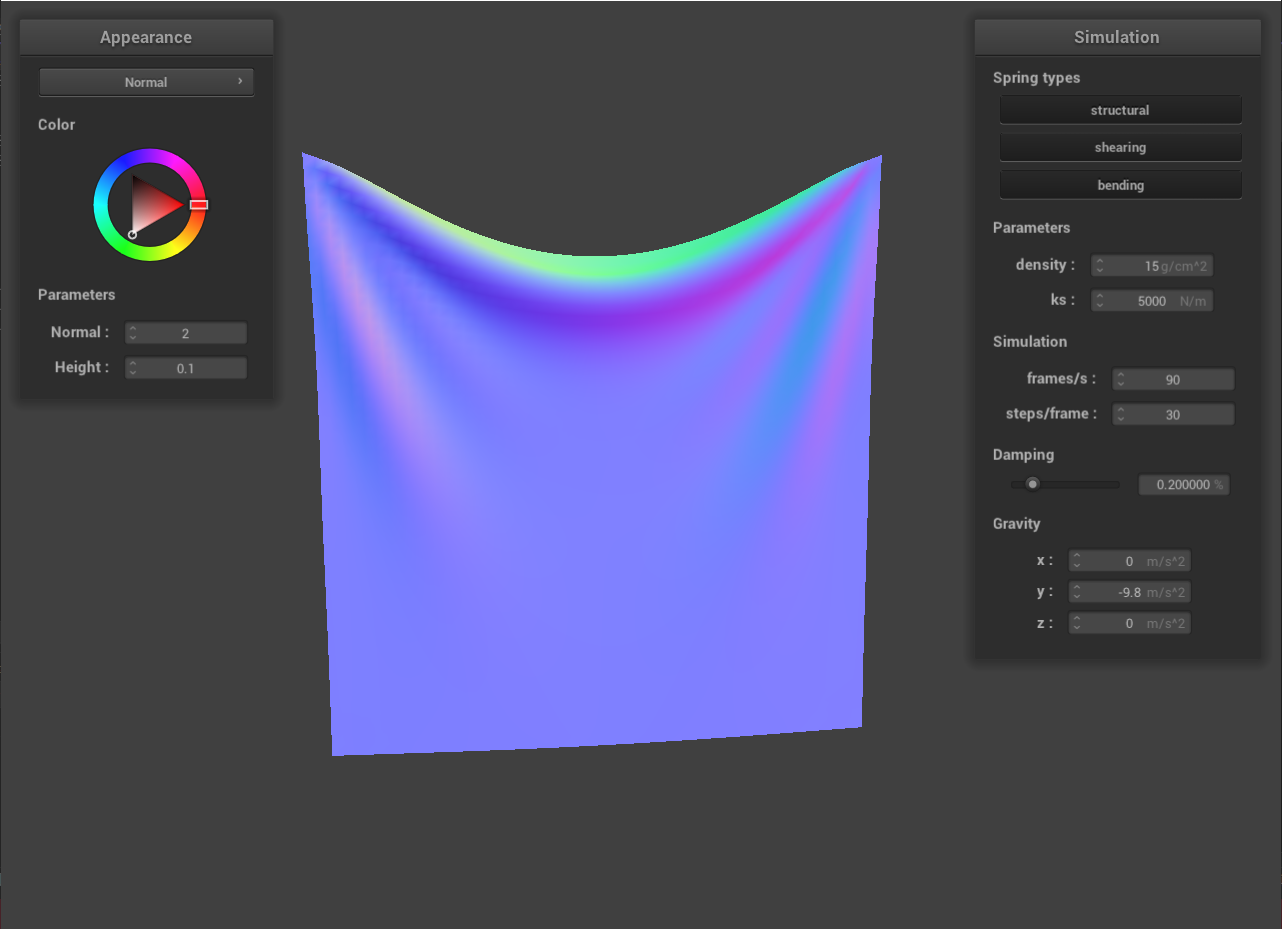 Appearance
Normal
Color
Parameters
Normal : 2
Height : 0.1
Simulation
Spring types
structural
shearing
bending
Parameters
density : 15 g/cm^2
ks : 5000 N/m
Simulation
frames/s : 90
steps/frame : 30
Damping
0.200000 %
Gravity
x : 0 m/s^2
y : -9.8 m/s^2
z : 0 m/s^2